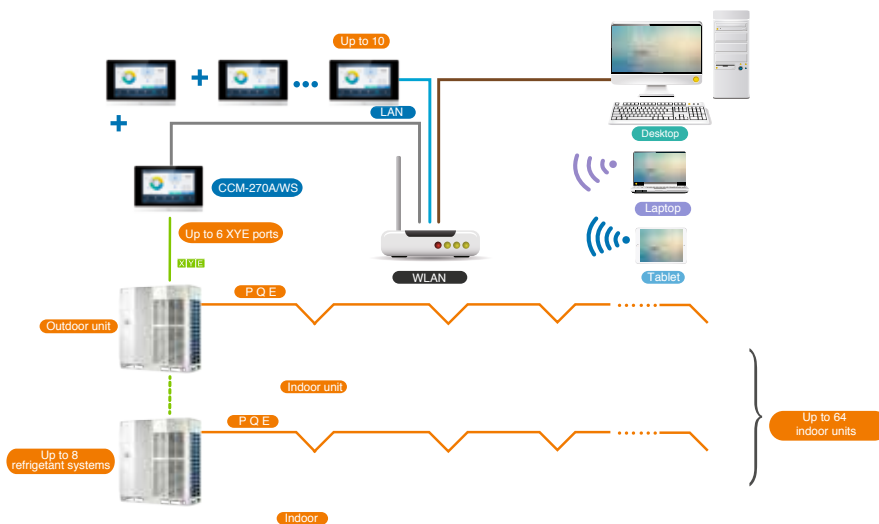 Up to 10
LAN
Desktop
CCM-270A/WS
Laptop
Up to 6 XYE ports
X Y E
WLAN
Tablet
P Q E
Outdoor unit
Indoor unit
P Q E
Up to 64
indoor units
Up to 8
refrigetant systems
Indoor